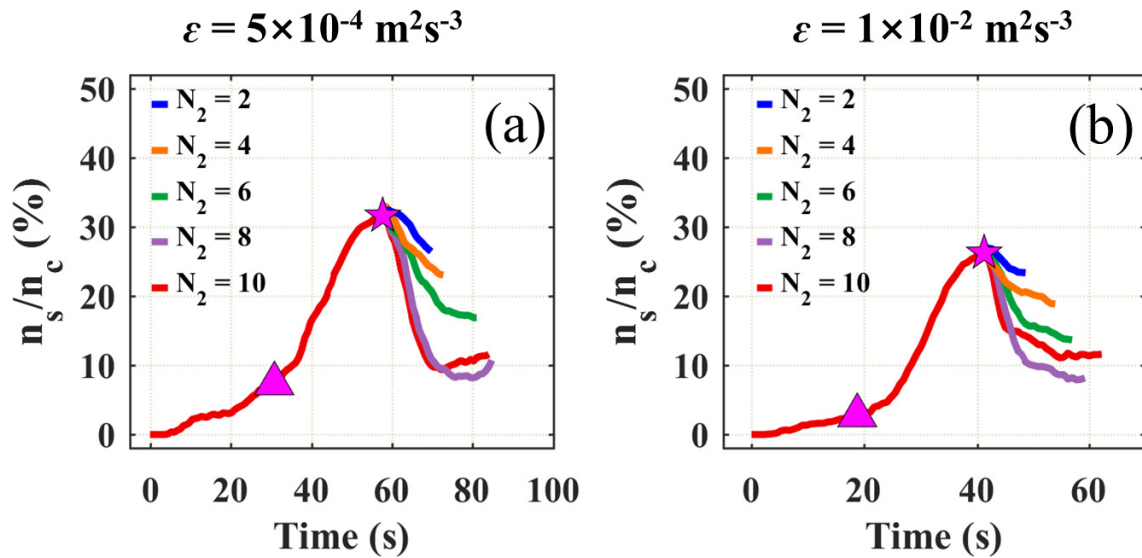 ε = 5×10⁻⁴ m²s⁻³
(a)
N₂ = 2
N₂ = 4
N₂ = 6
N₂ = 8
N₂ = 10
nₛ/n_c (%)
50
40
30
20
10
0
0 20 40 60 80 100
Time (s)
ε = 1×10⁻² m²s⁻³
(b)
N₂ = 2
N₂ = 4
N₂ = 6
N₂ = 8
N₂ = 10
nₛ/n_c (%)
50
40
30
20
10
0
0 20 40 60
Time (s)